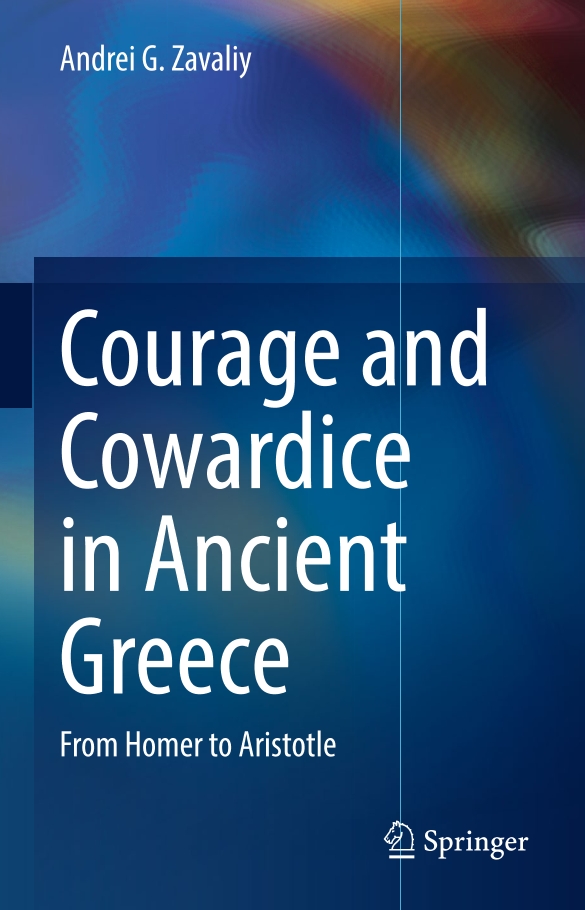 Andrei G. Zavaliy
Courage and
Cowardice
in Ancient
Greece
From Homer to Aristotle
Springer